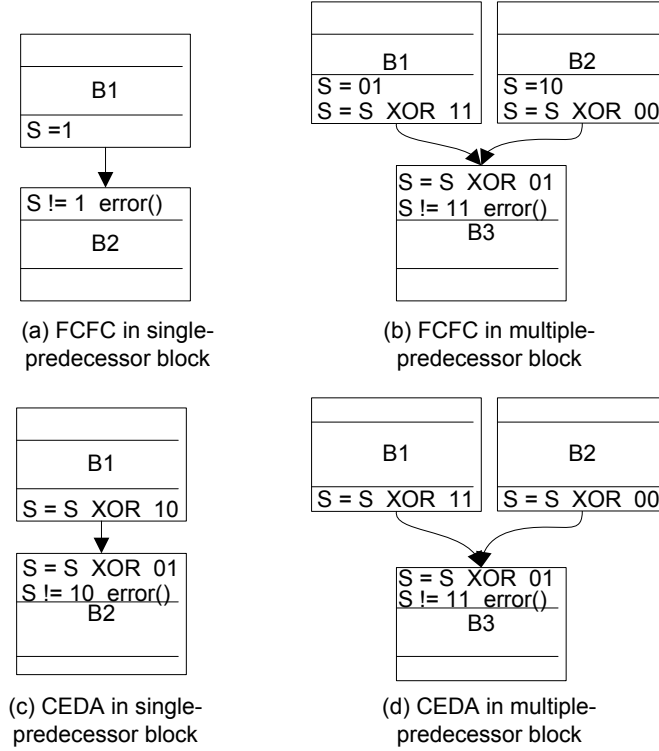 B1
S =1
S != 1 error()
B2
(a) FCFC in single-
predecessor block
B1
S = 01
S = S XOR 11
B2
S =10
S = S XOR 00
S = S XOR 01
S != 11 error()
B3
(b) FCFC in multiple-
predecessor block
B1
S = S XOR 10
S = S XOR 01
S != 10 error()
B2
(c) CEDA in single-
predecessor block
B1
S = S XOR 11
B2
S = S XOR 00
S = S XOR 01
S != 11 error()
B3
(d) CEDA in multiple-
predecessor block